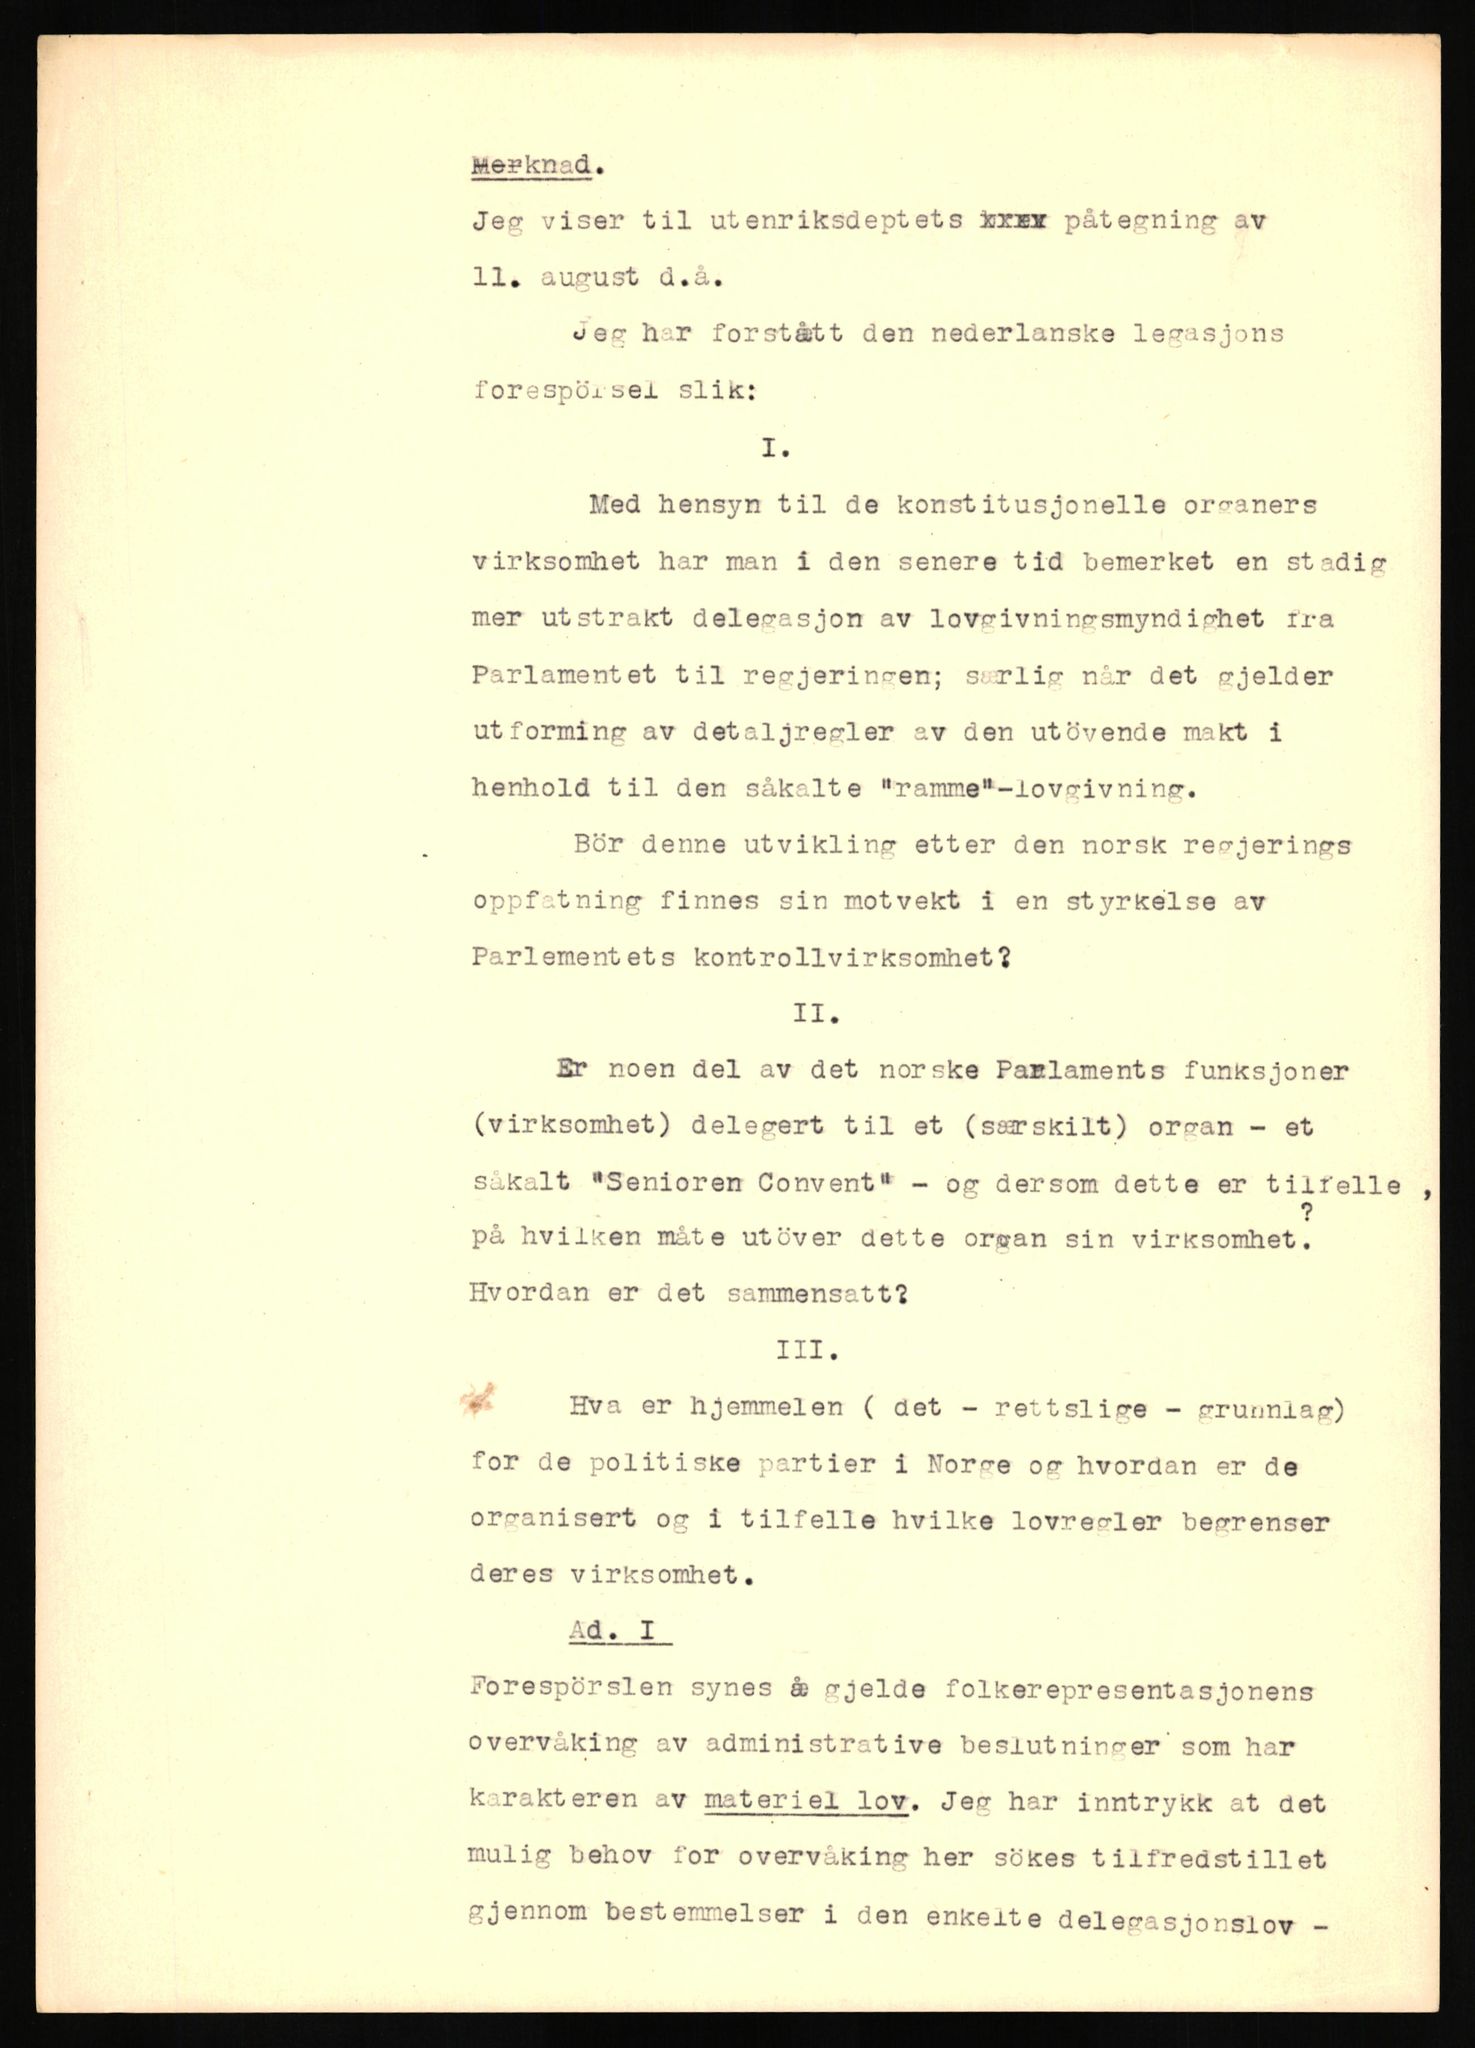 Merknad.
Jeg viser til utenriksdeptets xxxx påtegning av
11. august d.å.
Jeg har forstått den nederlanske legasjons
forespörsel slik:
I.
Med hensyn til de konstitusjonelle organers
virksomhet har man i den senere tid bemerket en stadig
mer utstrakt delegasjon av lovgivningsmyndighet fra
Parlamentet til regjeringen; særlig når det gjelder
utforming av detaljregler av den utövende makt i
henhold til den såkalte "ramme"-lovgivning.
Bör denne utvikling etter den norsk regjerings
oppfatning finnes sin motvekt i en styrkelse av
Parlementets kontrollvirksomhet?
II.
Er noen del av det norske Parlaments funksjoner
(virksomhet) delegert til et (særskilt) organ - et
såkalt "Senioren Convent" - og dersom dette er tilfelle ,
på hvilken måte utöver dette organ sin virksomhet.?
Hvordan er det sammensatt?
III.
Hva er hjemmelen ( det - rettslige - grunnlag)
for de politiske partier i Norge og hvordan er de
organisert og i tilfelle hvilke lovregler begrenser
deres virksomhet.
Ad. I
Forespörslen synes å gjelde folkerepresentasjonens
overvåking av administrative beslutninger som har
karakteren av materiel lov. Jeg har inntrykk at det
mulig behov for overvåking her sökes tilfredstillet
gjennom bestemmelser i den enkelte delegasjonslov -